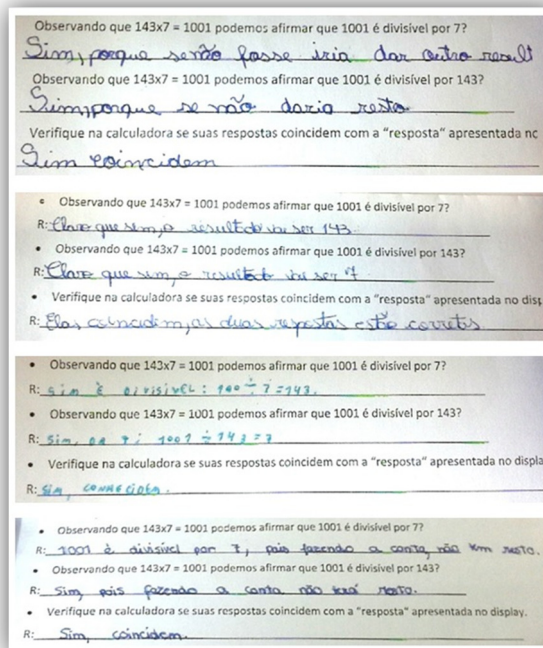 Observando que 143x7 = 1001 podemos afirmar que 1001 é divisível por 7?
Sim, porque senão fosse iria dar outro result
Observando que 143x7 = 1001 podemos afirmar que 1001 é divisível por 143?
Sim, porque se não daria resto
Verifique na calculadora se suas respostas coincidem com a "resposta" apresentada no
Sim coincidem
Observando que 143x7 = 1001 podemos afirmar que 1001 é divisível por 7?
R: Claro que sim, o resultado vai ser 143
• Observando que 143x7 = 1001 podemos afirmar que 1001 é divisível por 143?
R: Claro que sim, o resultado vai ser 7
• Verifique na calculadora se suas respostas coincidem com a "resposta" apresentada no disp
R: Elas coincidem, as duas respostas estão corretas
• Observando que 143x7 = 1001 podemos afirmar que 1001 é divisível por 7?
R: Sim é divisivel: 100 ÷ 7 = 143.
• Observando que 143x7 = 1001 podemos afirmar que 1001 é divisível por 143?
R: Sim, 1001 ÷ 143 = 7
• Verifique na calculadora se suas respostas coincidem com a "resposta" apresentada no displa
R: Sim,
• Observando que 143x7 = 1001 podemos afirmar que 1001 é divisível por 7?
R: 1001 é divisível por 7, pois fazendo a conta, não tem resto.
• Observando que 143x7 = 1001 podemos afirmar que 1001 é divisível por 143?
R: Sim, pois fazendo a conta não terá resto.
• Verifique na calculadora se suas respostas coincidem com a "resposta" apresentada no display.
R: Sim, coincidem.